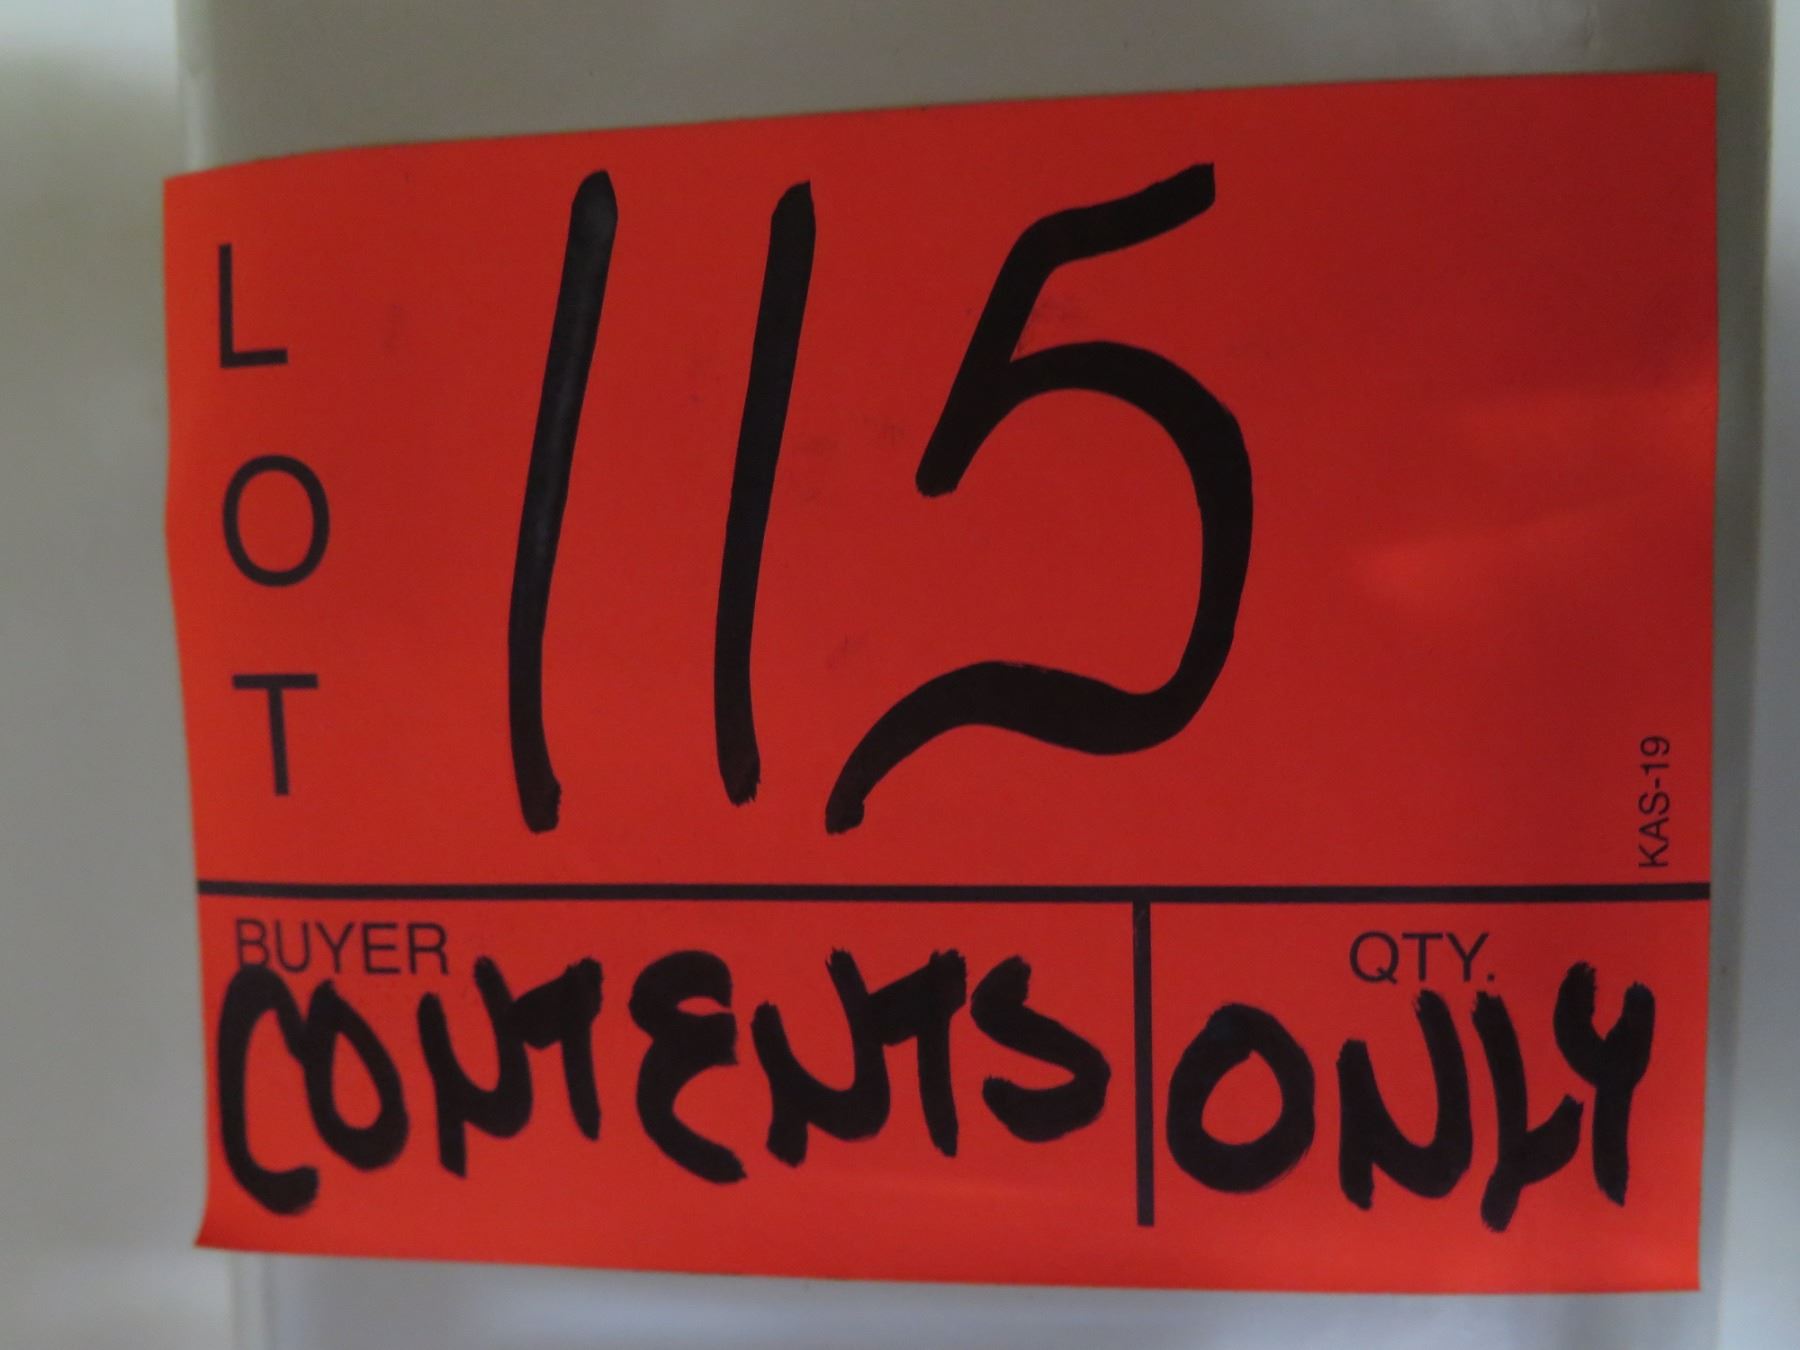 LOT 115
KAS-19
BUYER QTY.
CONTENTS ONLY